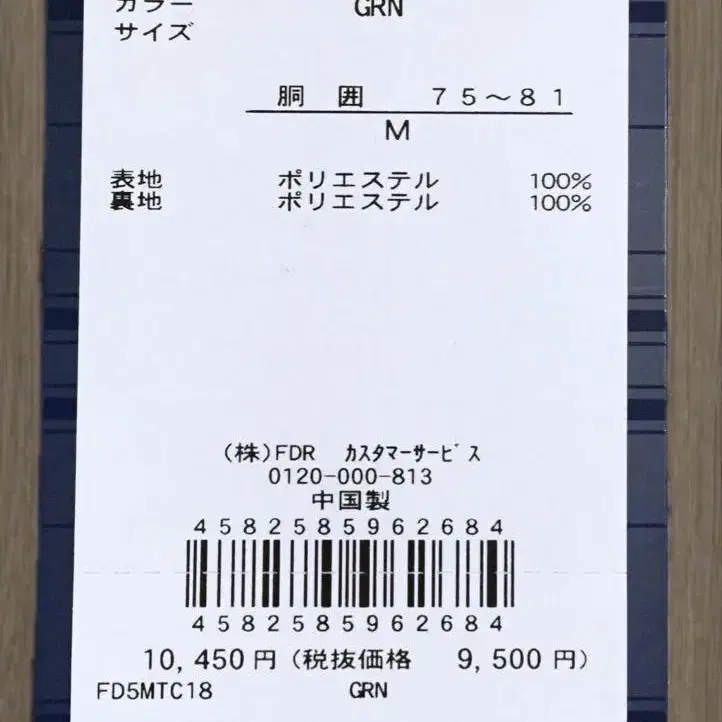 カラー GRN
サイズ
胴 囲 75～81
M
表地 ポリエステル 100%
裏地 ポリエステル 100%
(株)FDR ｶｽﾀﾏｰｻｰﾋﾞｽ
0120-000-813
中国製
4582585962684
4582585962684
10,450円(税抜価格 9,500円)
FD5MTC18 GRN